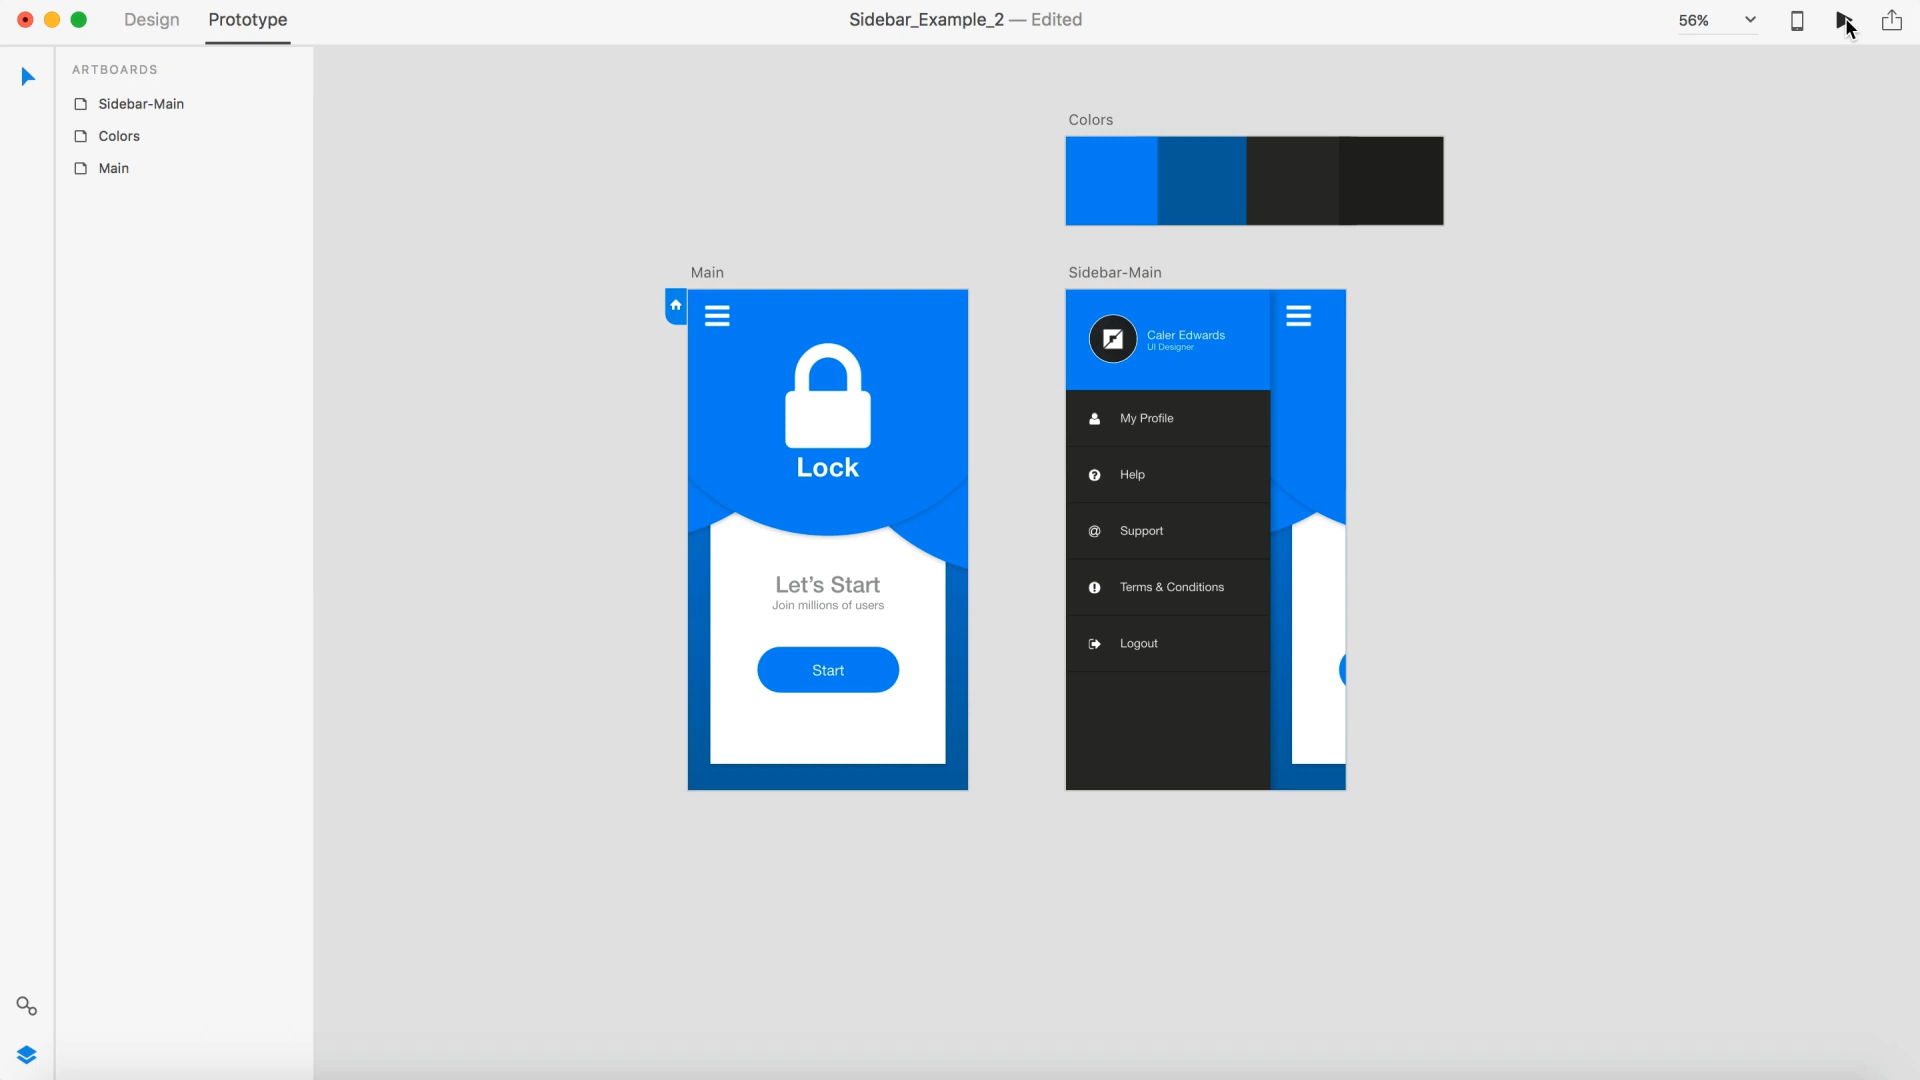 Design Prototype Sidebar_Example_2 — Edited 56%
ARTBOARDS
Sidebar-Main
Colors
Main
Colors
Main
Lock
Let's Start
Join millions of users
Start
Sidebar-Main
Caler Edwards
UI Designer
My Profile
Help
@ Support
Terms & Conditions
Logout